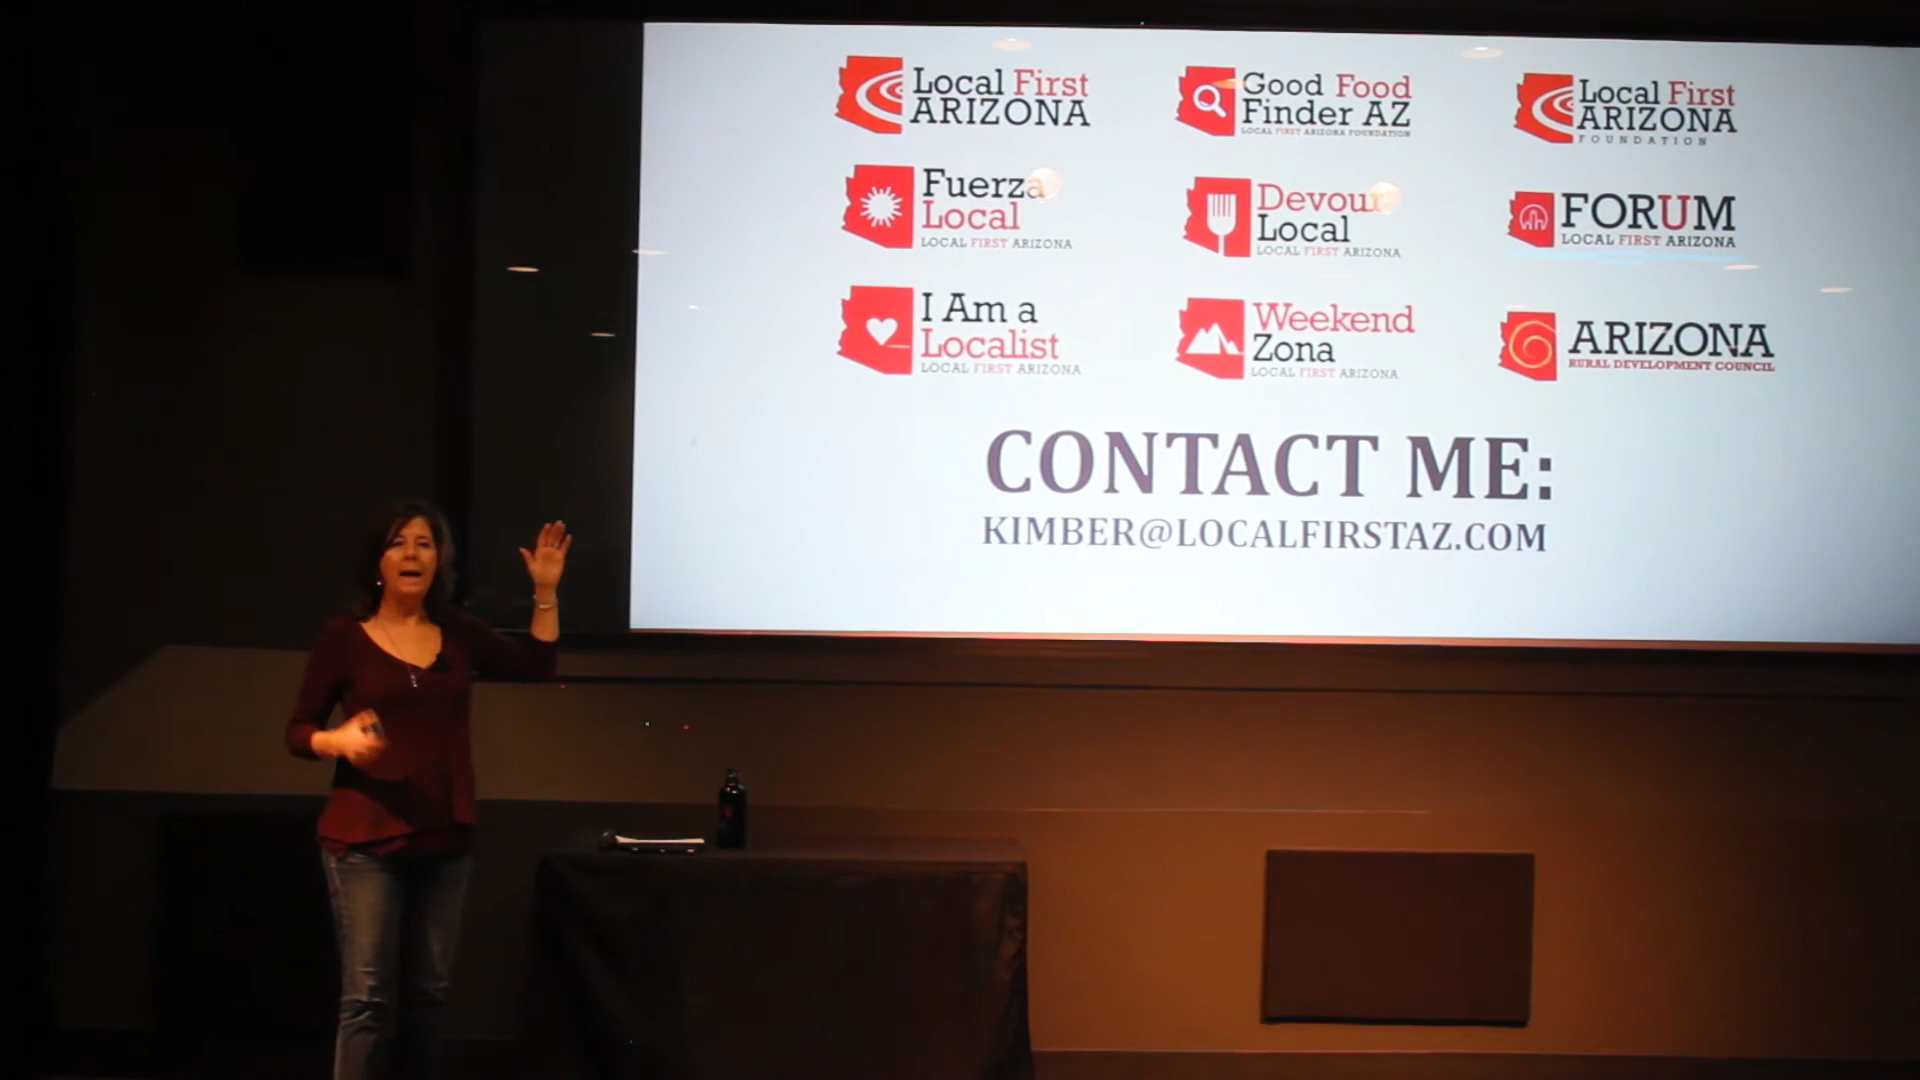 Local First
ARIZONA
Good Food
Finder AZ
LOCAL FIRST ARIZONA FOUNDATION
Local First
ARIZONA
FOUNDATION
Fuerza
Local
LOCAL FIRST ARIZONA
Devour
Local
LOCAL FIRST ARIZONA
FORUM
LOCAL FIRST ARIZONA
I Am a
Localist
LOCAL FIRST ARIZONA
Weekend
Zona
LOCAL FIRST ARIZONA
ARIZONA
RURAL DEVELOPMENT COUNCIL
CONTACT ME:
KIMBER@LOCALFIRSTAZ.COM